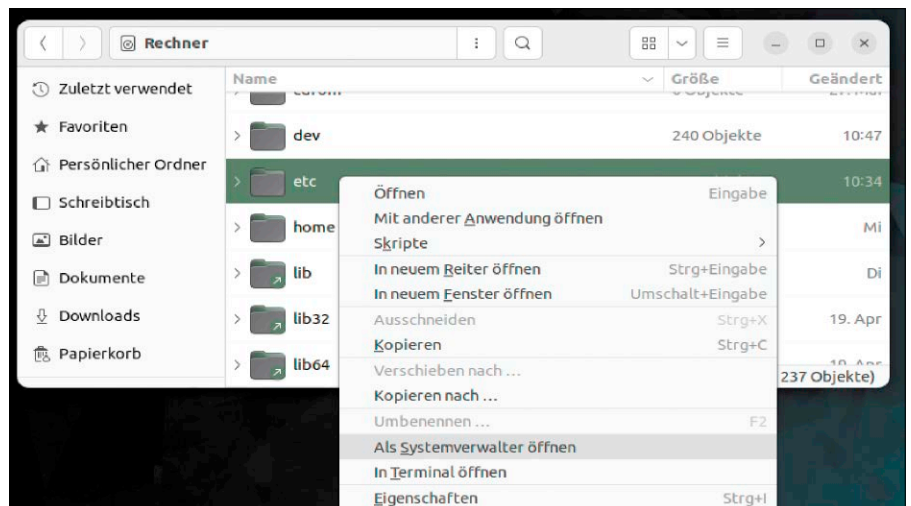 Rechner
Name Größe Geändert
Zuletzt verwendet
Favoriten
Persönlicher Ordner
Schreibtisch
Bilder
Dokumente
Downloads
Papierkorb
dev 240 Objekte 10:47
etc 10:34
home Mi
lib Di
lib32 19. Apr
lib64
237 Objekte)
Öffnen Eingabe
Mit anderer Anwendung öffnen
Skripte
In neuem Reiter öffnen Strg+Eingabe
In neuem Fenster öffnen Umschalt+Eingabe
Ausschneiden Strg+X
Kopieren Strg+C
Verschieben nach ...
Kopieren nach ...
Umbenennen ... F2
Als Systemverwalter öffnen
In Terminal öffnen
Eigenschaften Strg+I